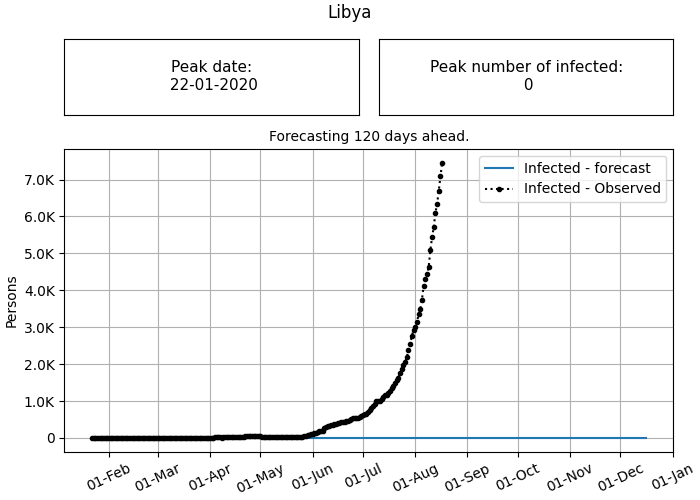 Libya
Peak date:
22-01-2020
Peak number of infected:
0
Forecasting 120 days ahead.
Infected - forecast
Infected - Observed
7.0K
6.0K
5.0K
4.0K
3.0K
2.0K
1.0K
0
Persons
01-Feb
01-Mar
01-Apr
01-May
01-Jun
01-Jul
01-Aug
01-Sep
01-Oct
01-Nov
01-Dec
01-Jan